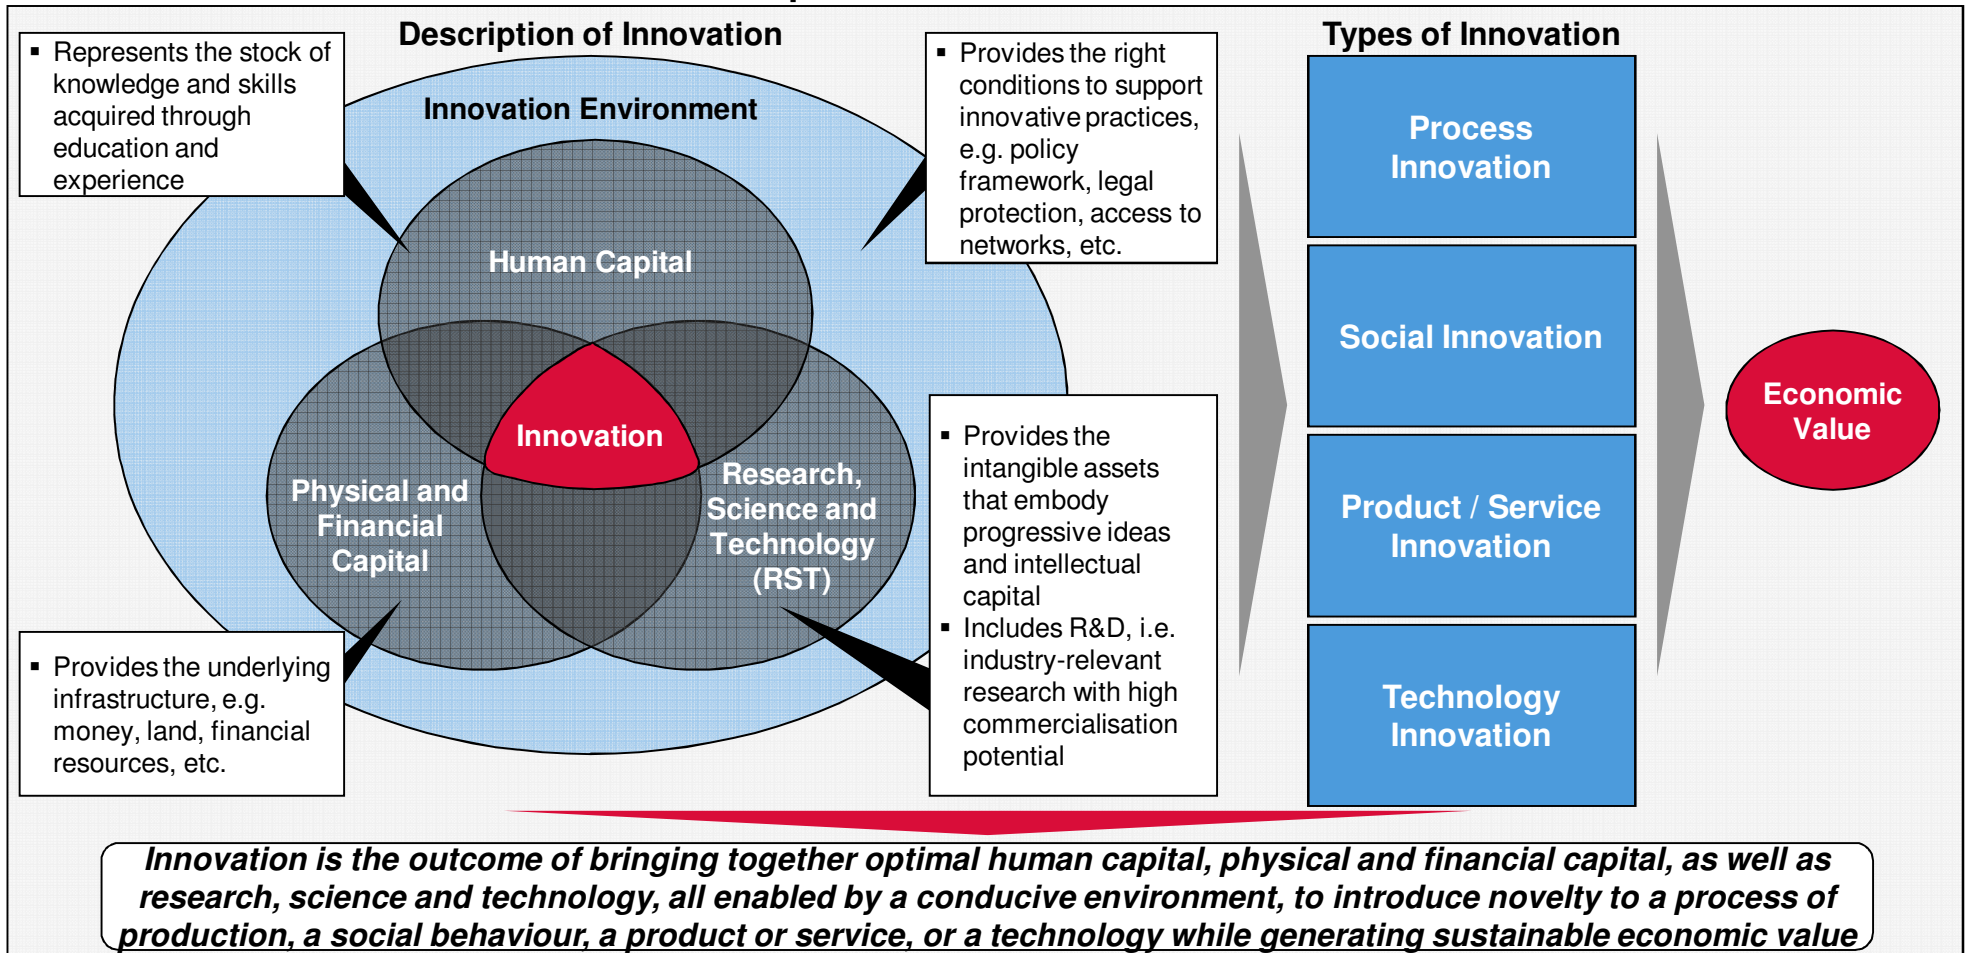 Description of Innovation
Types of Innovation
▪ Represents the stock of
knowledge and skills
acquired through
education and
experience
Innovation Environment
▪ Provides the right
conditions to support
innovative practices,
e.g. policy
framework, legal
protection, access to
networks, etc.
Human Capital
Innovation
Physical and
Financial
Capital
Research,
Science and
Technology
(RST)
▪ Provides the underlying
infrastructure, e.g.
money, land, financial
resources, etc.
▪ Provides the
intangible assets
that embody
progressive ideas
and intellectual
capital
▪ Includes R&D, i.e.
industry-relevant
research with high
commercialisation
potential
Process
Innovation
Social Innovation
Product / Service
Innovation
Technology
Innovation
Economic
Value
Innovation is the outcome of bringing together optimal human capital, physical and financial capital, as well as
research, science and technology, all enabled by a conducive environment, to introduce novelty to a process of
production, a social behaviour, a product or service, or a technology while generating sustainable economic value